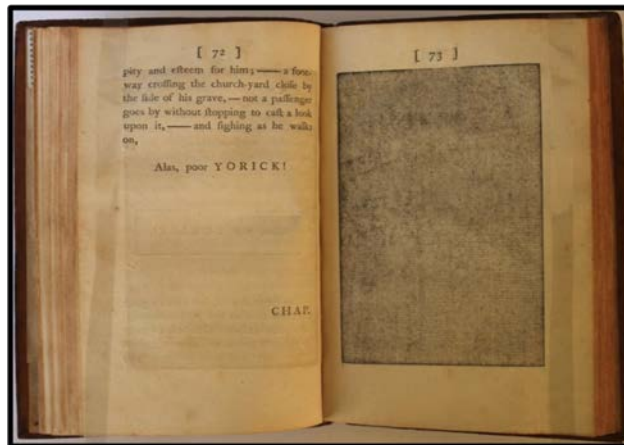 [ 72 ]
pity and eſteem for him; —— a foot-
way croſſing the church-yard cloſe by
the ſide of his grave, — not a paſſenger
goes by without ſtopping to caſt a look
upon it, —— and ſighing as he walks
on,
Alas, poor YORICK!
CHAP.
[ 73 ]